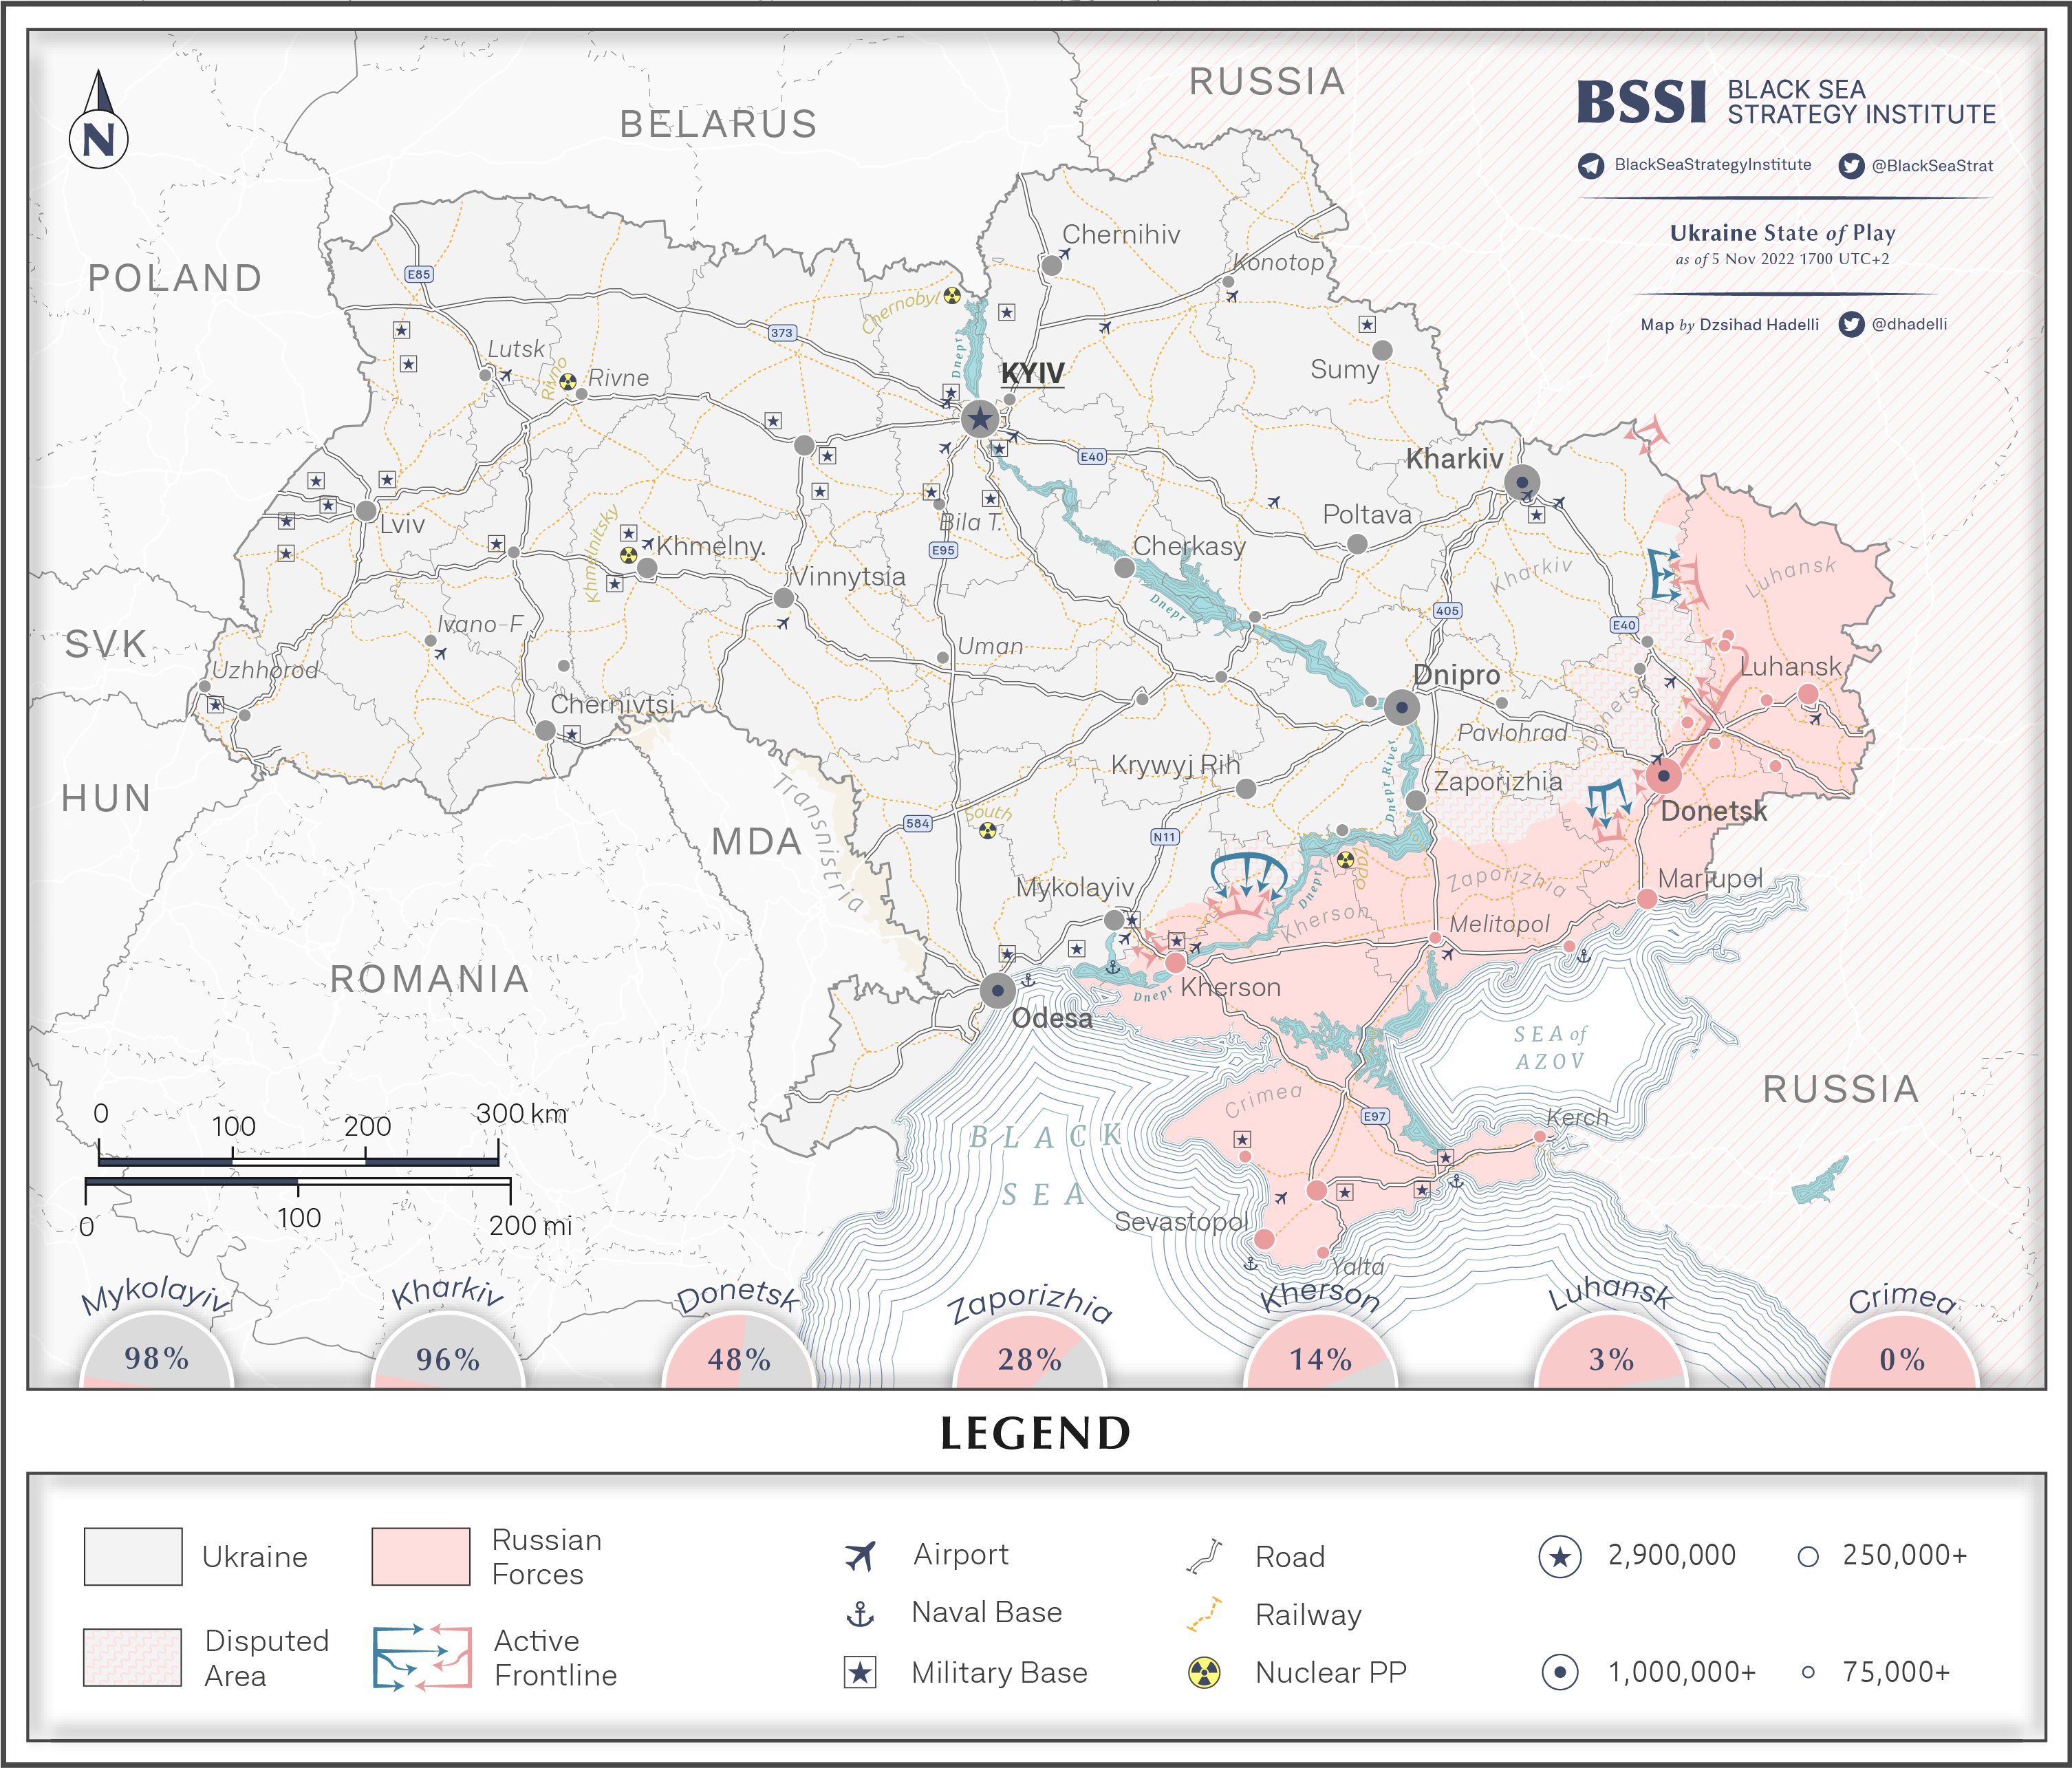 RUSSIA
BELARUS
POLAND
SVK
HUN
ROMANIA
MDA
Transnistria
RUSSIA
N
BSSI
BLACK SEA
STRATEGY INSTITUTE
BlackSeaStrategyInstitute
@BlackSeaStrat
Ukraine State of Play
as of 5 Nov 2022 1700 UTC+2
Map by Dzsihad Hadelli
@dhadelli
Chernihiv
Konotop
Chernobyl
E85
373
Dnepr
Lutsk
Rivno
Rivne
KYIV
Sumy
E40
Kharkiv
Lviv
Bila T.
Poltava
Khmelnitsky
Khmelny.
E95
Cherkasy
Vinnytsia
Kharkiv
Luhansk
Dnepr
405
E40
Ivano-F
Uman
Uzhhorod
Luhansk
Dnipro
Chernivtsi
Donetsk
Pavlohrad
Krywyj Rih
Dnepr River
Zaporizhia
Donetsk
584
South
N11
Zapo
Mykolayiv
Dnepr
Zaporizhia
Mariupol
Kherson
Melitopol
Dnepr
Kherson
Odesa
SEA of
AZOV
Crimea
E97
Kerch
BLACK
SEA
Sevastopol
Yalta
0
100
200
300 km
0
100
200 mi
Mykolayiv
98%
Kharkiv
96%
Donetsk
48%
Zaporizhia
28%
Kherson
14%
Luhansk
3%
Crimea
0%
LEGEND
Ukraine
Russian
Forces
Disputed
Area
Active
Frontline
Airport
Naval Base
Military Base
Road
Railway
Nuclear PP
2,900,000
250,000+
1,000,000+
75,000+